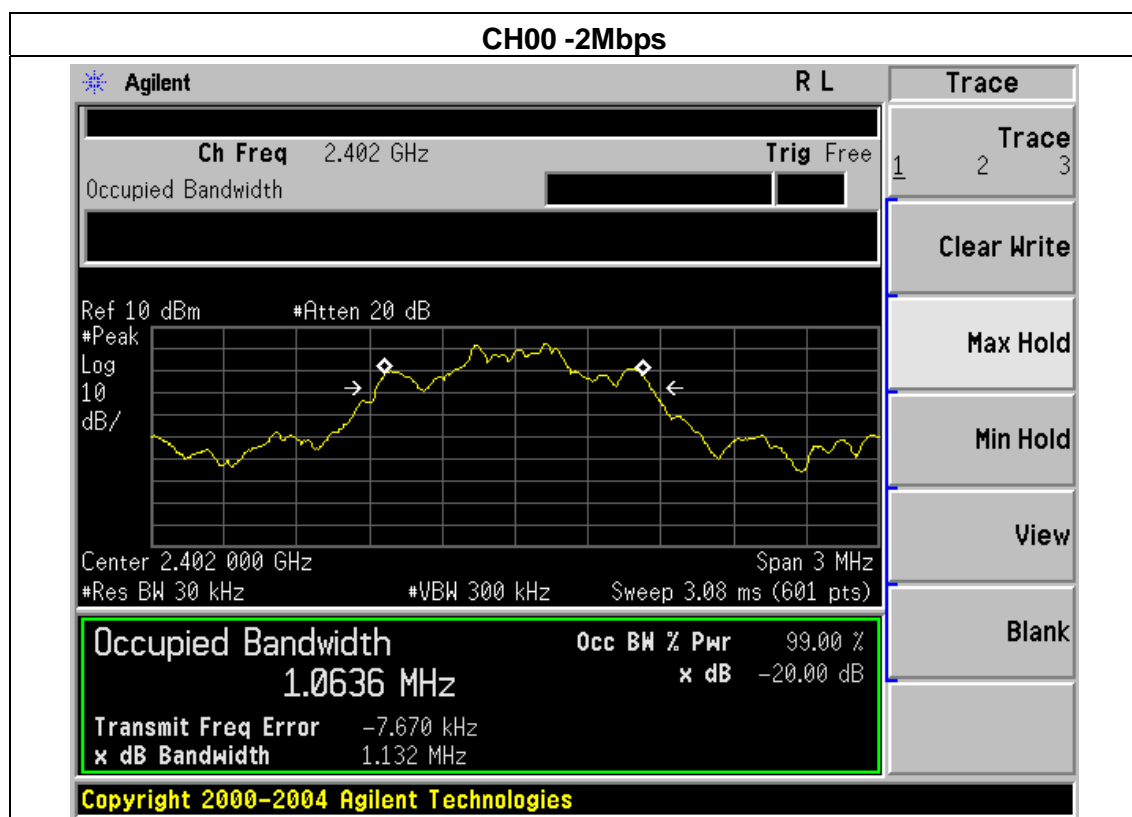 CH00 -2Mbps
Agilent R L Trace
Ch Freq 2.402 GHz Trig Free
Occupied Bandwidth
Trace
1 2 3
Clear Write
Ref 10 dBm #Atten 20 dB
#Peak
Log
10
dB/
Max Hold
Min Hold
View
Center 2.402 000 GHz Span 3 MHz
#Res BW 30 kHz #VBW 300 kHz Sweep 3.08 ms (601 pts)
Blank
Occupied Bandwidth Occ BW % Pwr 99.00 %
1.0636 MHz x dB -20.00 dB
Transmit Freq Error -7.670 kHz
x dB Bandwidth 1.132 MHz
Copyright 2000-2004 Agilent Technologies